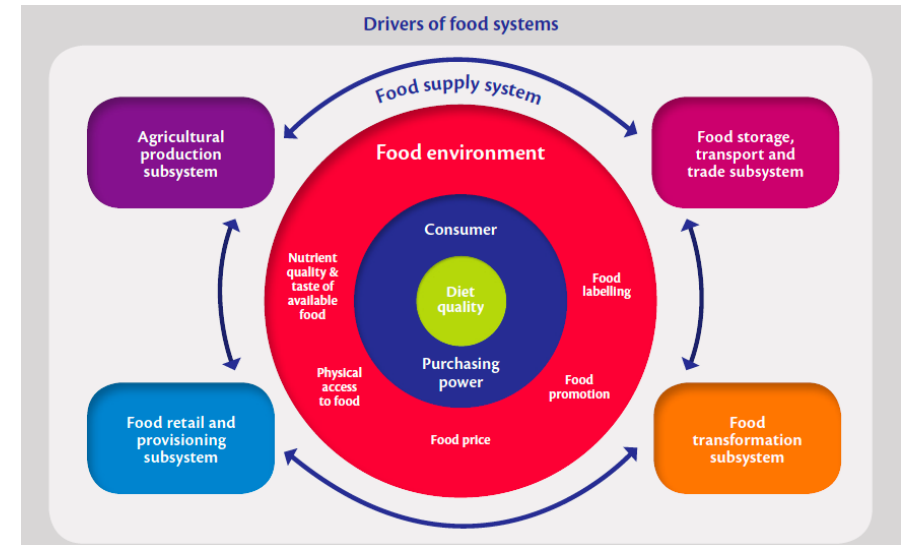 Drivers of food systems
Food supply system
Agricultural
production
subsystem
Food storage,
transport and
trade subsystem
Food environment
Consumer
Diet
quality
Purchasing
power
Nutrient
quality &
taste of
available
food
Food
labelling
Physical
access
to food
Food
promotion
Food price
Food retail and
provisioning
subsystem
Food
transformation
subsystem